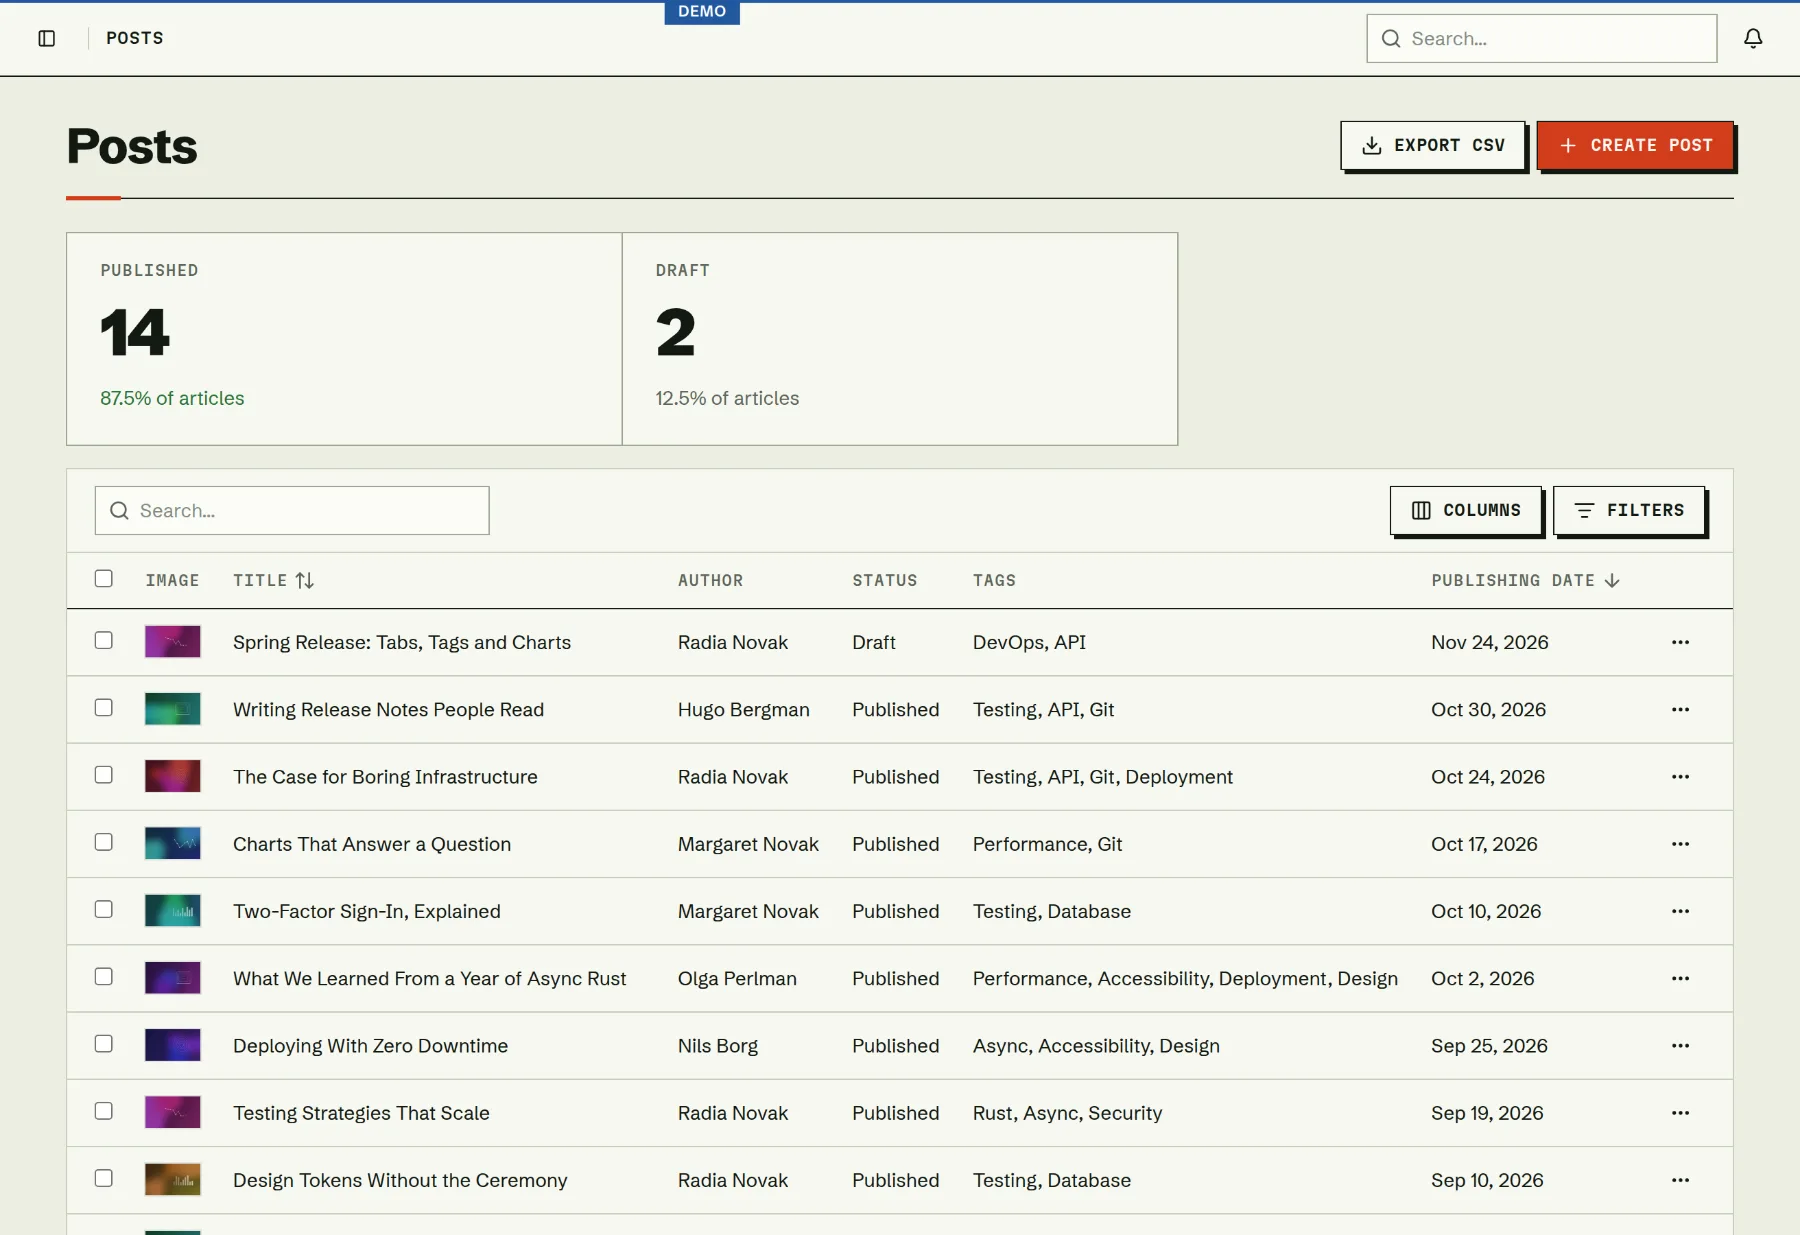 DEMO
POSTS
Search...
Posts
EXPORT CSV
CREATE POST
PUBLISHED
14
87.5% of articles
DRAFT
2
12.5% of articles
Search...
COLUMNS
FILTERS
IMAGE TITLE AUTHOR STATUS TAGS PUBLISHING DATE
Spring Release: Tabs, Tags and Charts Radia Novak Draft DevOps, API Nov 24, 2026
Writing Release Notes People Read Hugo Bergman Published Testing, API, Git Oct 30, 2026
The Case for Boring Infrastructure Radia Novak Published Testing, API, Git, Deployment Oct 24, 2026
Charts That Answer a Question Margaret Novak Published Performance, Git Oct 17, 2026
Two-Factor Sign-In, Explained Margaret Novak Published Testing, Database Oct 10, 2026
What We Learned From a Year of Async Rust Olga Perlman Published Performance, Accessibility, Deployment, Design Oct 2, 2026
Deploying With Zero Downtime Nils Borg Published Async, Accessibility, Design Sep 25, 2026
Testing Strategies That Scale Radia Novak Published Rust, Async, Security Sep 19, 2026
Design Tokens Without the Ceremony Radia Novak Published Testing, Database Sep 10, 2026